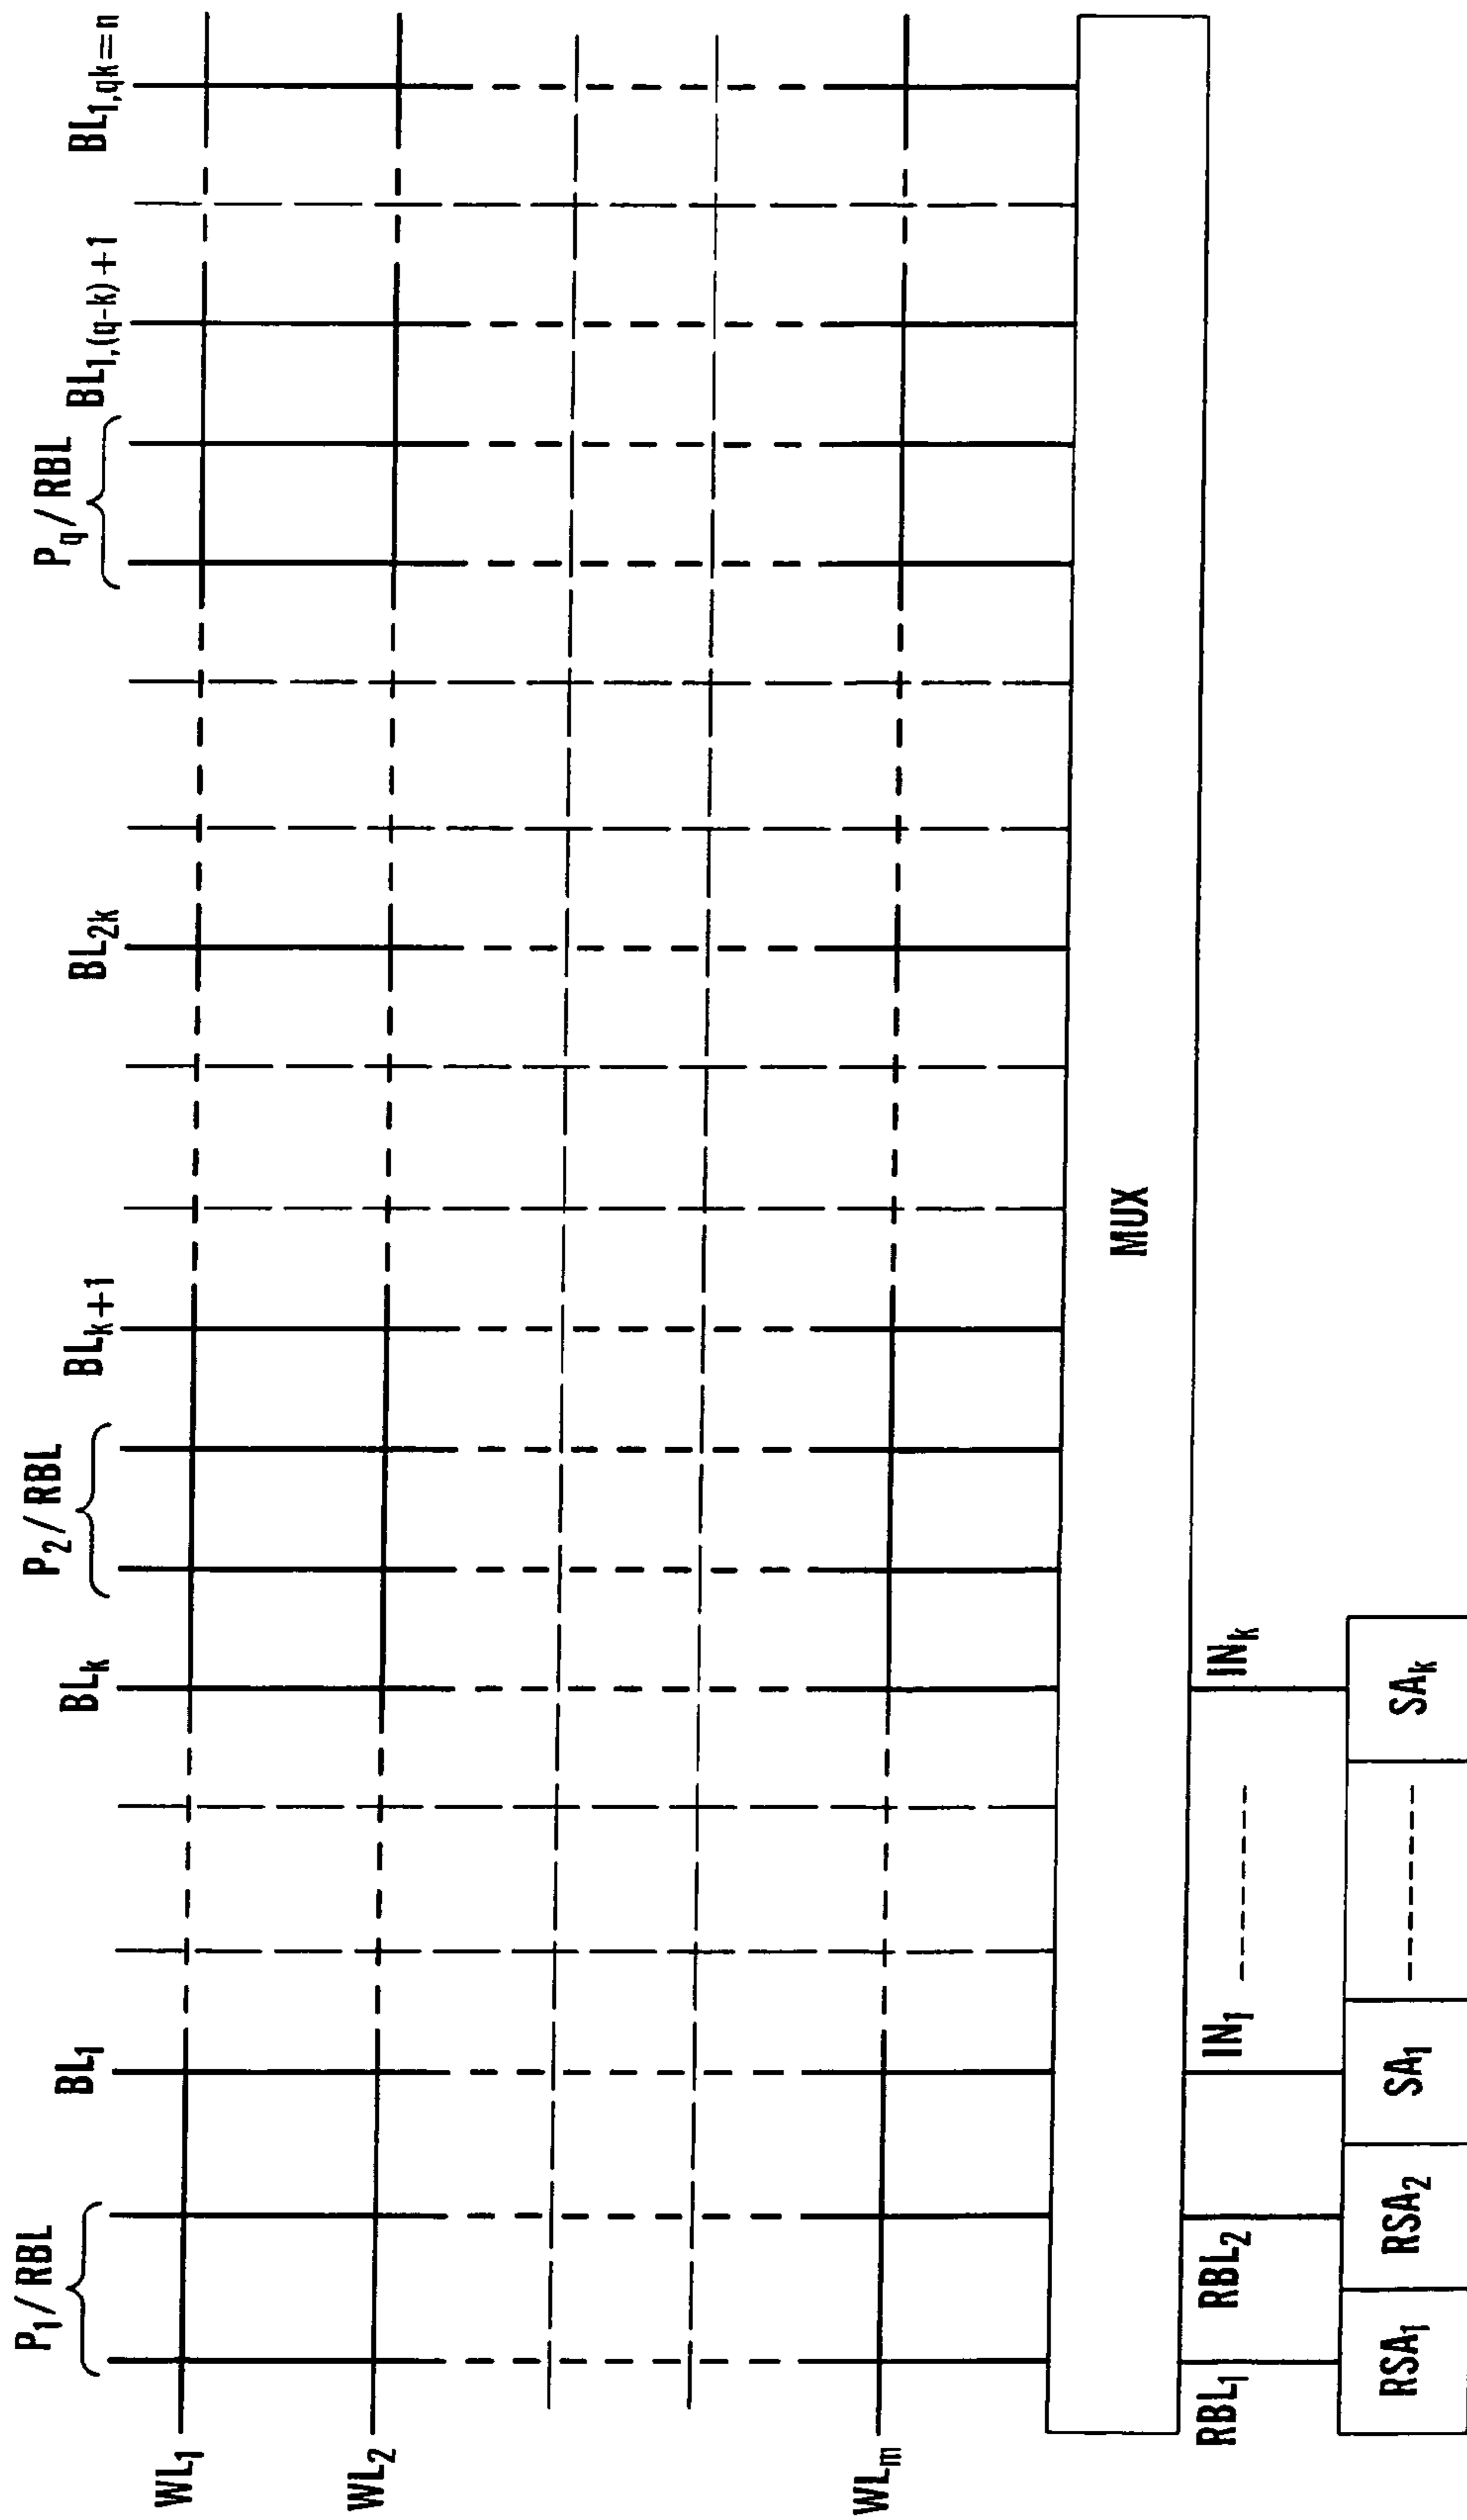 P₁/RBL
BL₁
BLₖ
P₂/RBL
BLₖ+1
BL₂ₖ
P_q/RBL
BL₁,(q-k)+1
BL₁,qk=n
WL₁
WL₂
WLₘ
MUX
RBL₁
RBL₂
IN₁
INₖ
RSA₁
RSA₂
SA₁
SAₖ